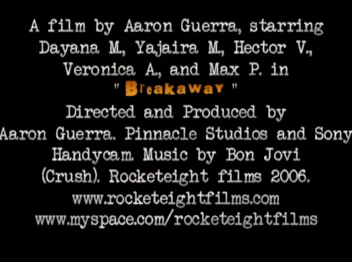 A film by Aaron Guerra, starring
Dayana M., Yajaira M., Hector V.,
Veronica A., and Max P. in
" Breakaway "
Directed and Produced by
Aaron Guerra. Pinnacle Studios and Sony
Handycam. Music by Bon Jovi
(Crush). Rocketeight films 2006.
www.rocketeightfilms.com
www.myspace.com/rocketeightfilms